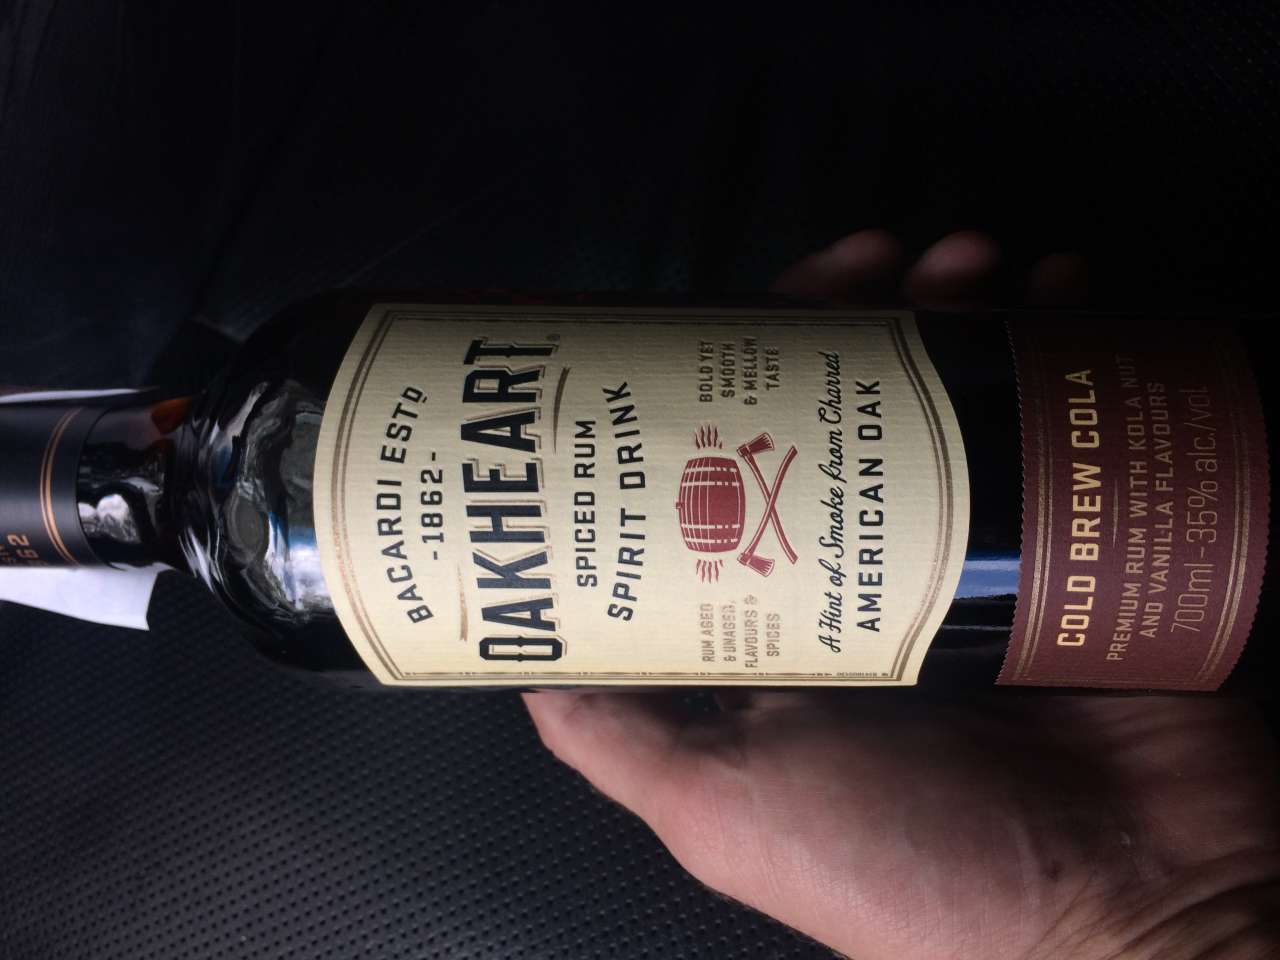 62
BACARDI ESTD
-1862-
OAKHEART®
SPICED RUM
SPIRIT DRINK
RUM AGED
& UNAGED,
FLAVOURS &
SPICES
BOLD YET
SMOOTH
& MELLOW
TASTE
A Hint of Smoke from Charred
AMERICAN OAK
COLD BREW COLA
PREMIUM RUM WITH KOLA NUT
AND VANILLA FLAVOURS
700ml-35% alc./vol